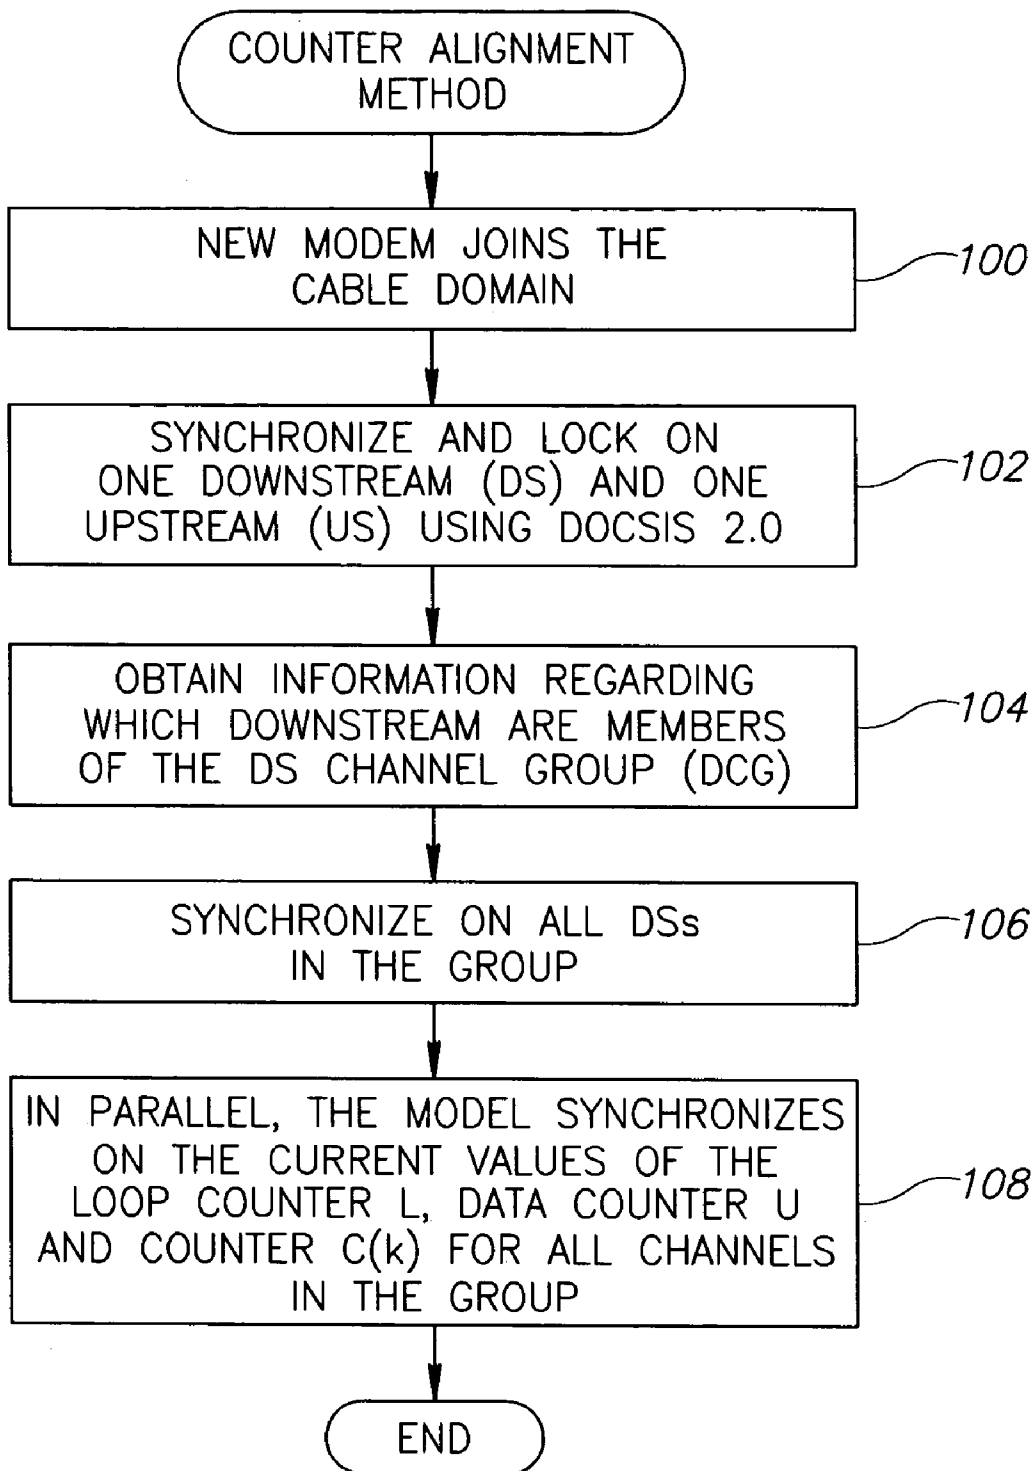 COUNTER ALIGNMENT
METHOD
NEW MODEM JOINS THE
CABLE DOMAIN
100
SYNCHRONIZE AND LOCK ON
ONE DOWNSTREAM (DS) AND ONE
UPSTREAM (US) USING DOCSIS 2.0
102
OBTAIN INFORMATION REGARDING
WHICH DOWNSTREAM ARE MEMBERS
OF THE DS CHANNEL GROUP (DCG)
104
SYNCHRONIZE ON ALL DSs
IN THE GROUP
106
IN PARALLEL, THE MODEL SYNCHRONIZES
ON THE CURRENT VALUES OF THE
LOOP COUNTER L, DATA COUNTER U
AND COUNTER C(k) FOR ALL CHANNELS
IN THE GROUP
108
END